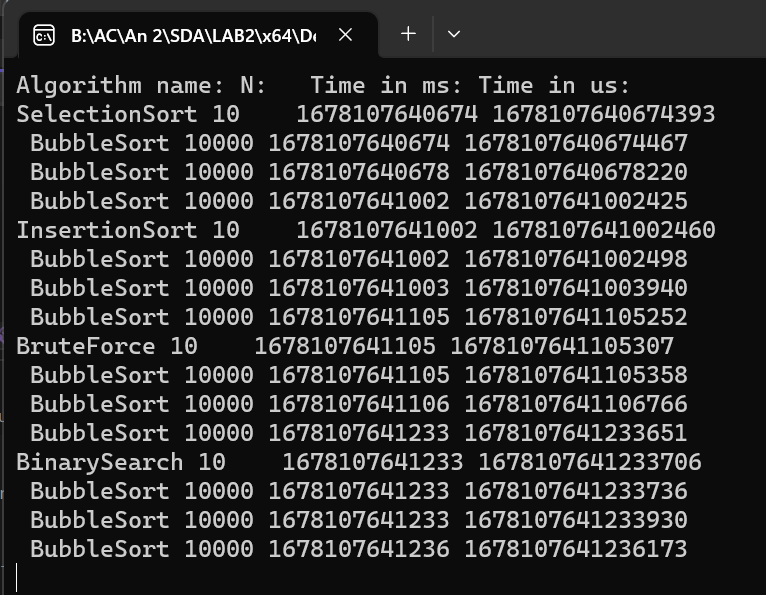 B:\AC\An 2\SDA\LAB2\x64\De
Algorithm name: N:   Time in ms: Time in us:
SelectionSort 10    1678107640674 1678107640674393
 BubbleSort 10000 1678107640674 1678107640674467
 BubbleSort 10000 1678107640678 1678107640678220
 BubbleSort 10000 1678107641002 1678107641002425
InsertionSort 10    1678107641002 1678107641002460
 BubbleSort 10000 1678107641002 1678107641002498
 BubbleSort 10000 1678107641003 1678107641003940
 BubbleSort 10000 1678107641105 1678107641105252
BruteForce 10    1678107641105 1678107641105307
 BubbleSort 10000 1678107641105 1678107641105358
 BubbleSort 10000 1678107641106 1678107641106766
 BubbleSort 10000 1678107641233 1678107641233651
BinarySearch 10    1678107641233 1678107641233706
 BubbleSort 10000 1678107641233 1678107641233736
 BubbleSort 10000 1678107641233 1678107641233930
 BubbleSort 10000 1678107641236 1678107641236173